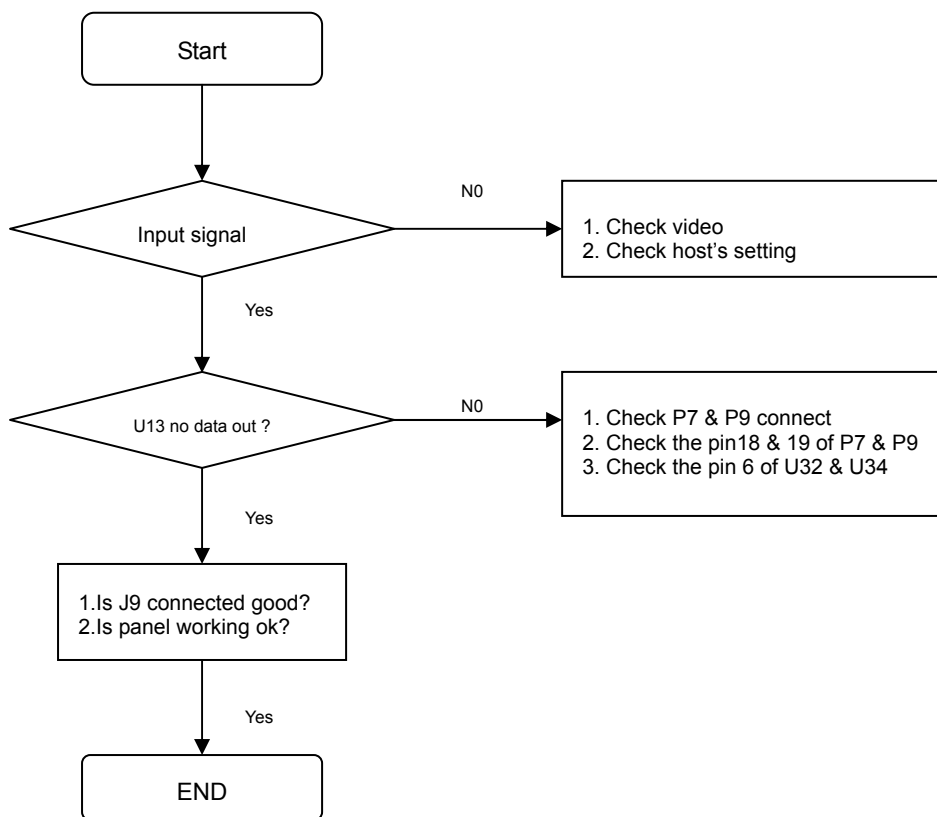 Start
Input signal
N0
1. Check video
2. Check host's setting
Yes
U13 no data out ?
N0
1. Check P7 & P9 connect
2. Check the pin18 & 19 of P7 & P9
3. Check the pin 6 of U32 & U34
Yes
1.Is J9 connected good?
2.Is panel working ok?
Yes
END